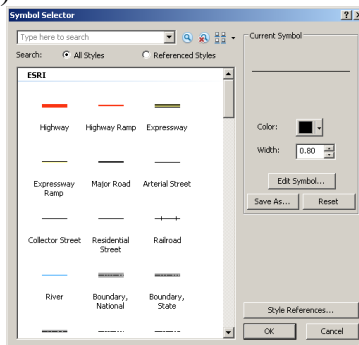 Symbol Selector
Type here to search
Search: All Styles Referenced Styles
ESRI
Highway Highway Ramp Expressway
Expressway Ramp Major Road Arterial Street
Collector Street Residential Street Railroad
River Boundary, National Boundary, State
Current Symbol
Color:
Width: 0.80
Edit Symbol...
Save As... Reset
Style References...
OK Cancel